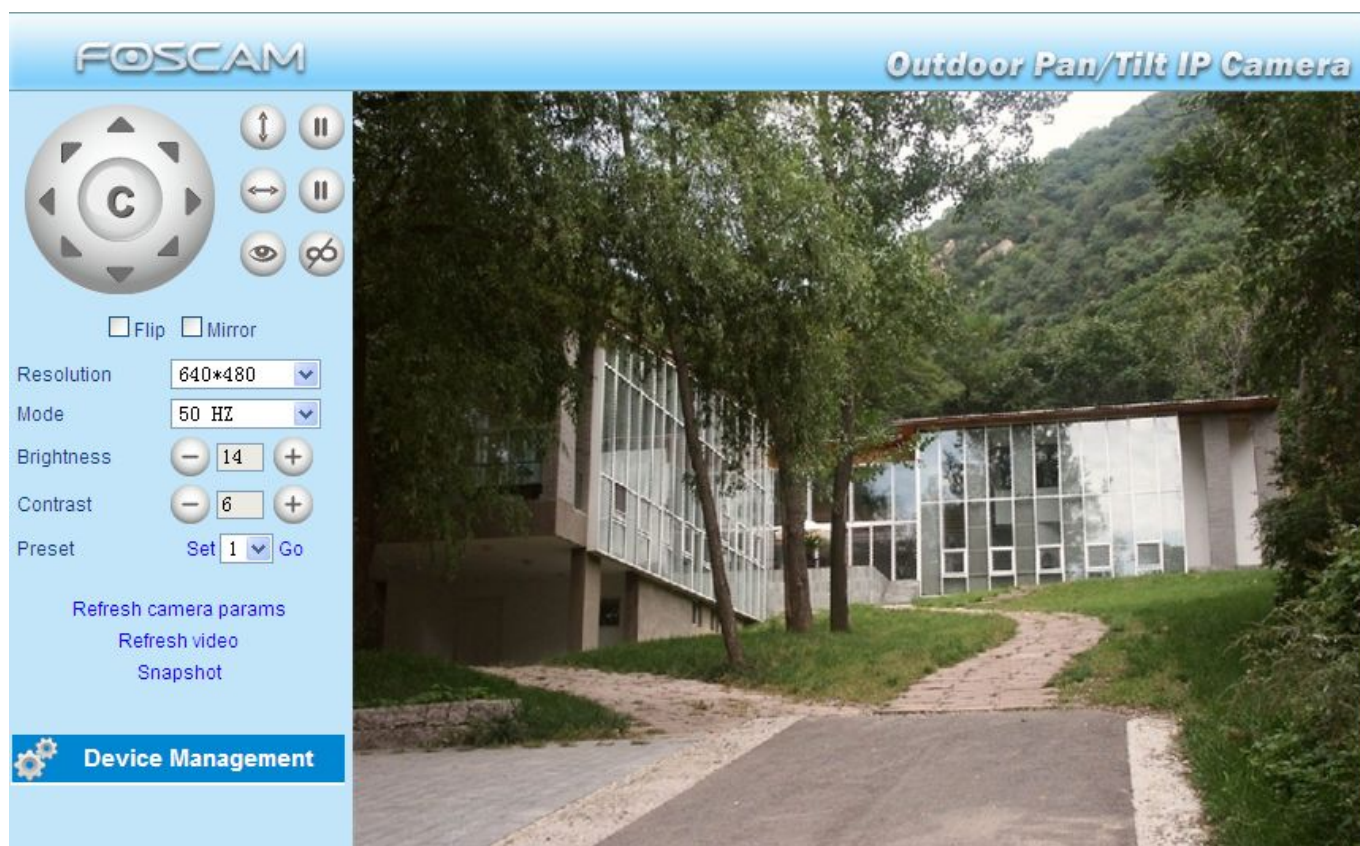 FOSCAM
Outdoor Pan/Tilt IP Camera
C
Flip Mirror
Resolution 640*480
Mode 50 HZ
Brightness 14
Contrast 6
Preset Set 1 Go
Refresh camera params
Refresh video
Snapshot
Device Management